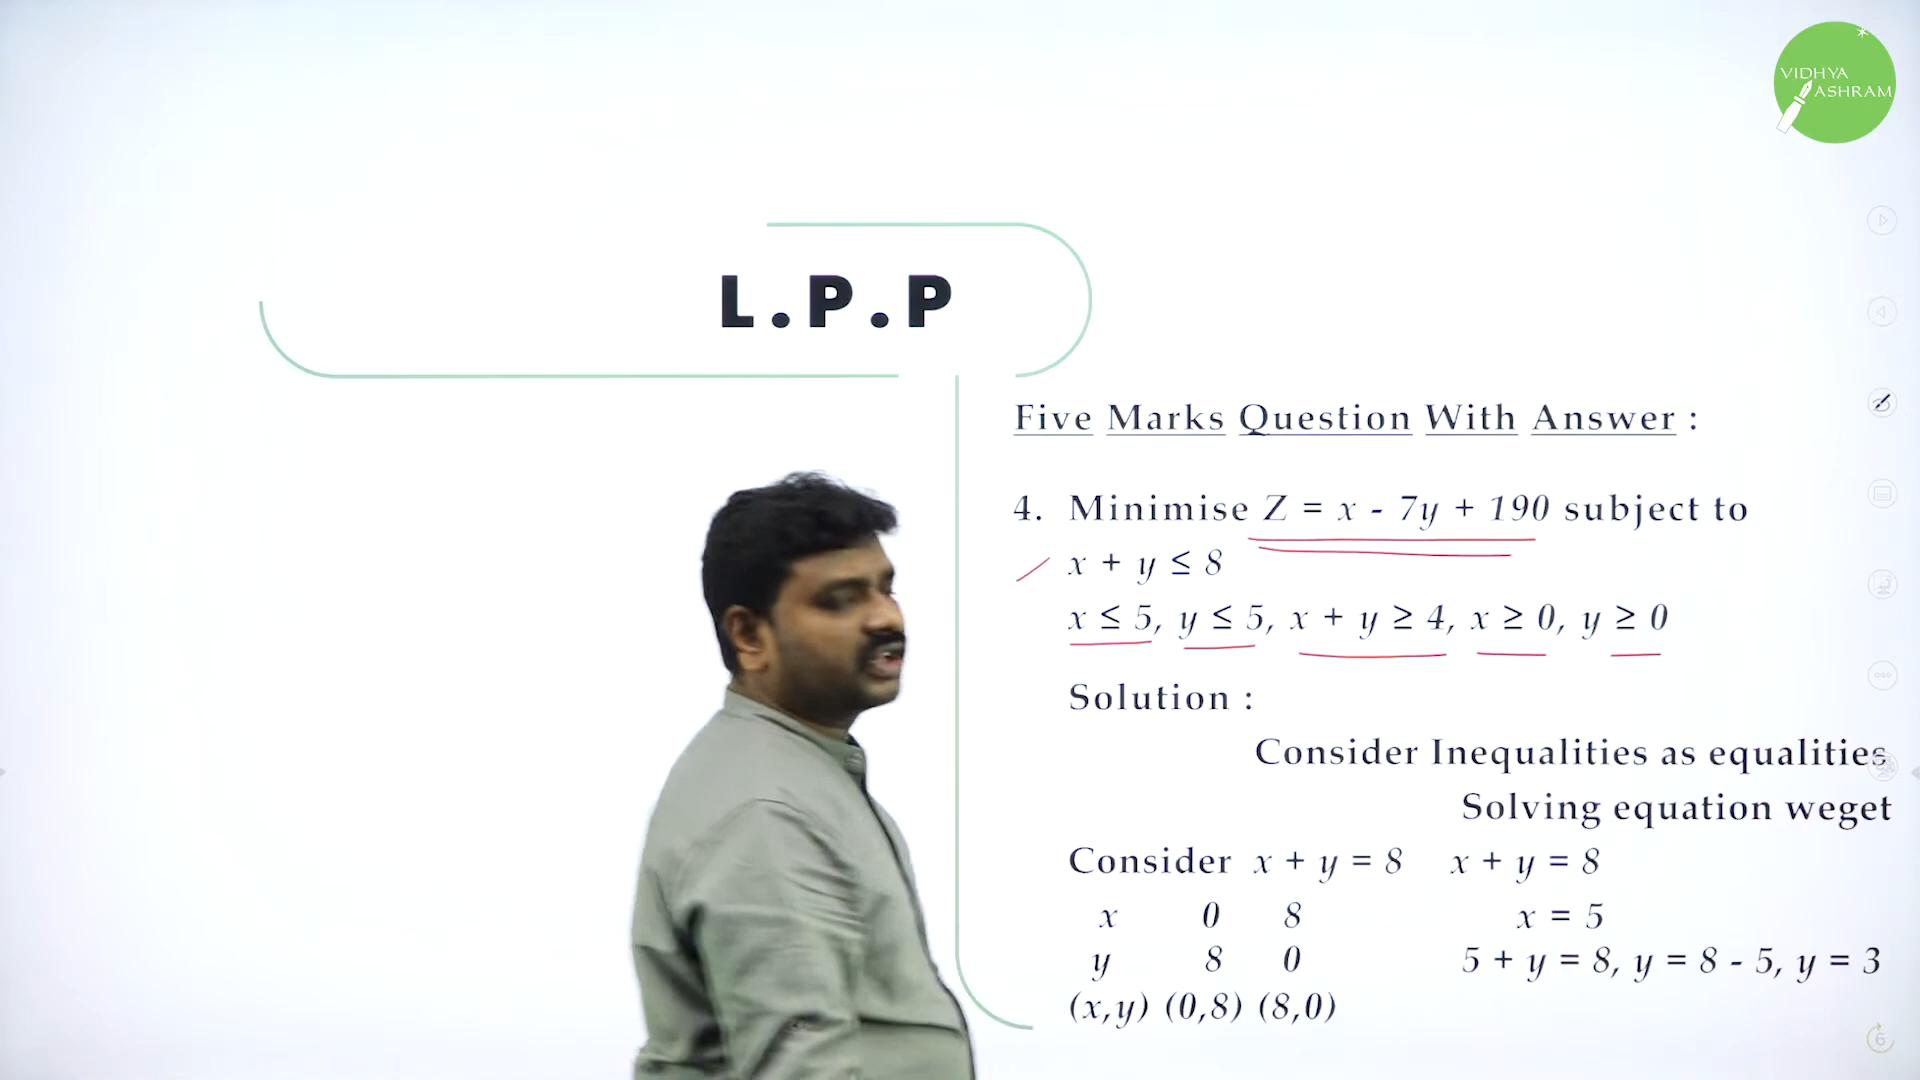 VIDHYA
ASHRAM
L.P.P
Five Marks Question With Answer :
4. Minimise Z = x - 7y + 190 subject to
x + y ≤ 8
x ≤ 5, y ≤ 5, x + y ≥ 4, x ≥ 0, y ≥ 0
Solution :
Consider Inequalities as equalities
Solving equation weget
Consider x + y = 8 x + y = 8
x 0 8 x = 5
y 8 0 5 + y = 8, y = 8 - 5, y = 3
(x,y) (0,8) (8,0)
6